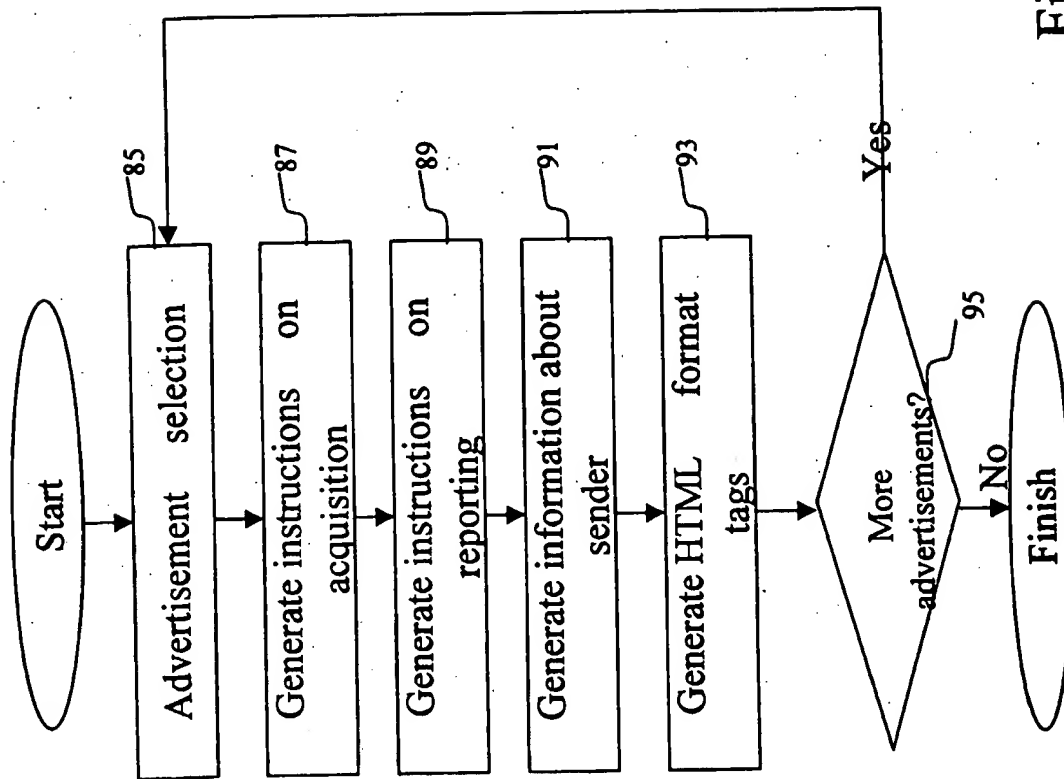 Start
85
Advertisement selection
87
Generate instructions on
acquisition
89
Generate instructions on
reporting
91
Generate information about
sender
93
Generate HTML format
tags
Yes
More
advertisements?
95
No
Finish